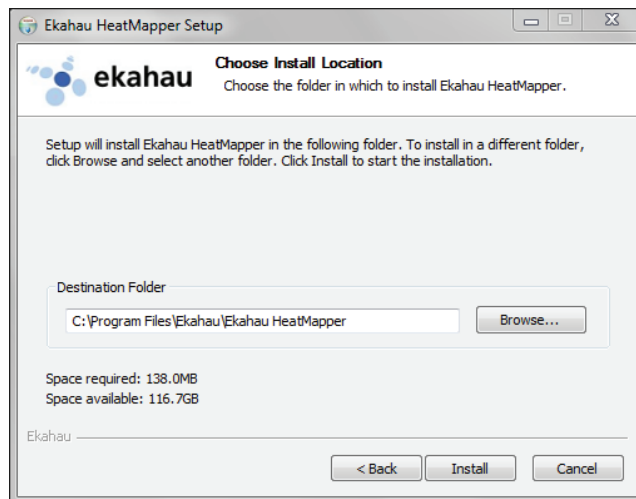 Ekahau HeatMapper Setup
ekahau
Choose Install Location
Choose the folder in which to install Ekahau HeatMapper.
Setup will install Ekahau HeatMapper in the following folder. To install in a different folder,
click Browse and select another folder. Click Install to start the installation.
Destination Folder
C:\Program Files\Ekahau\Ekahau HeatMapper
Browse...
Space required: 138.0MB
Space available: 116.7GB
Ekahau
< Back
Install
Cancel